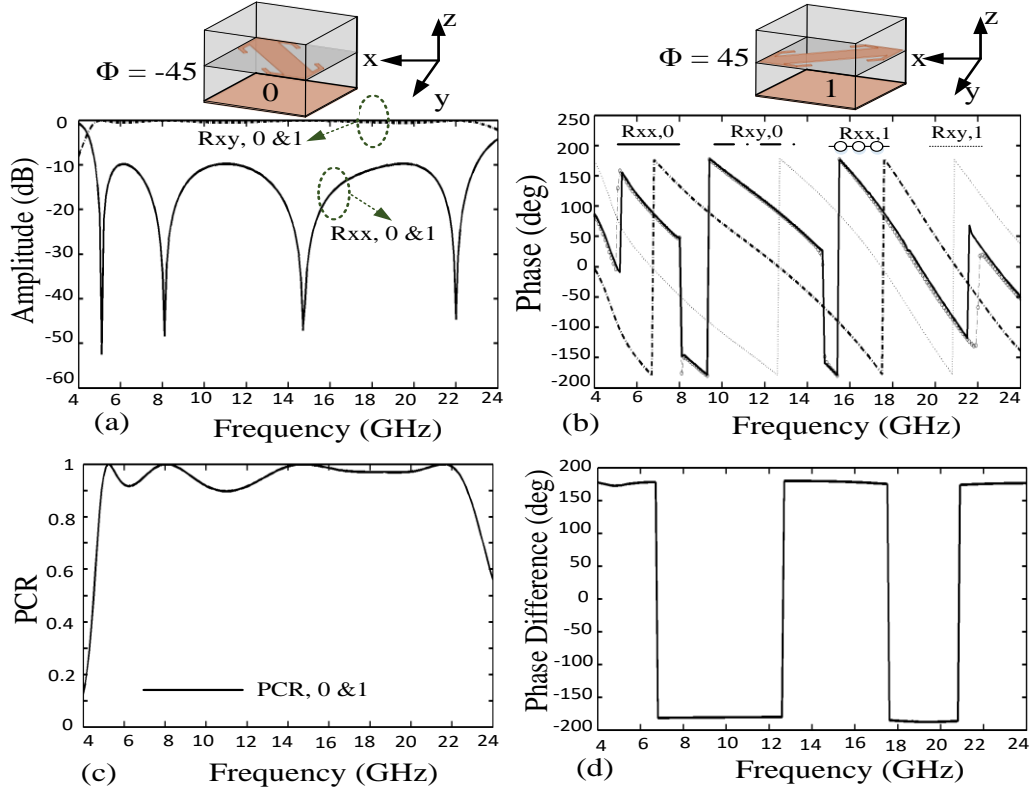 z
x
y
Φ = -45
0
z
x
y
Φ = 45
1
0
-10
-20
-30
-40
-50
-60
Amplitude (dB)
Rxy, 0 &1
Rxx, 0 &1
4 6 8 10 12 14 16 18 20 22 24
(a) Frequency (GHz)
250
200
150
100
50
0
-50
-100
-150
-200
Phase (deg)
Rxx,0 Rxy,0 Rxx,1 Rxy,1
4 6 8 10 12 14 16 18 20 22 24
(b) Frequency (GHz)
1
0.8
0.6
0.4
0.2
0
PCR
PCR, 0 &1
4 6 8 10 12 14 16 18 20 22 24
(c) Frequency (GHz)
200
150
100
50
0
-50
-100
-150
-200
Phase Difference (deg)
4 6 8 10 12 14 16 18 20 22 24
Frequency (GHz) (d)